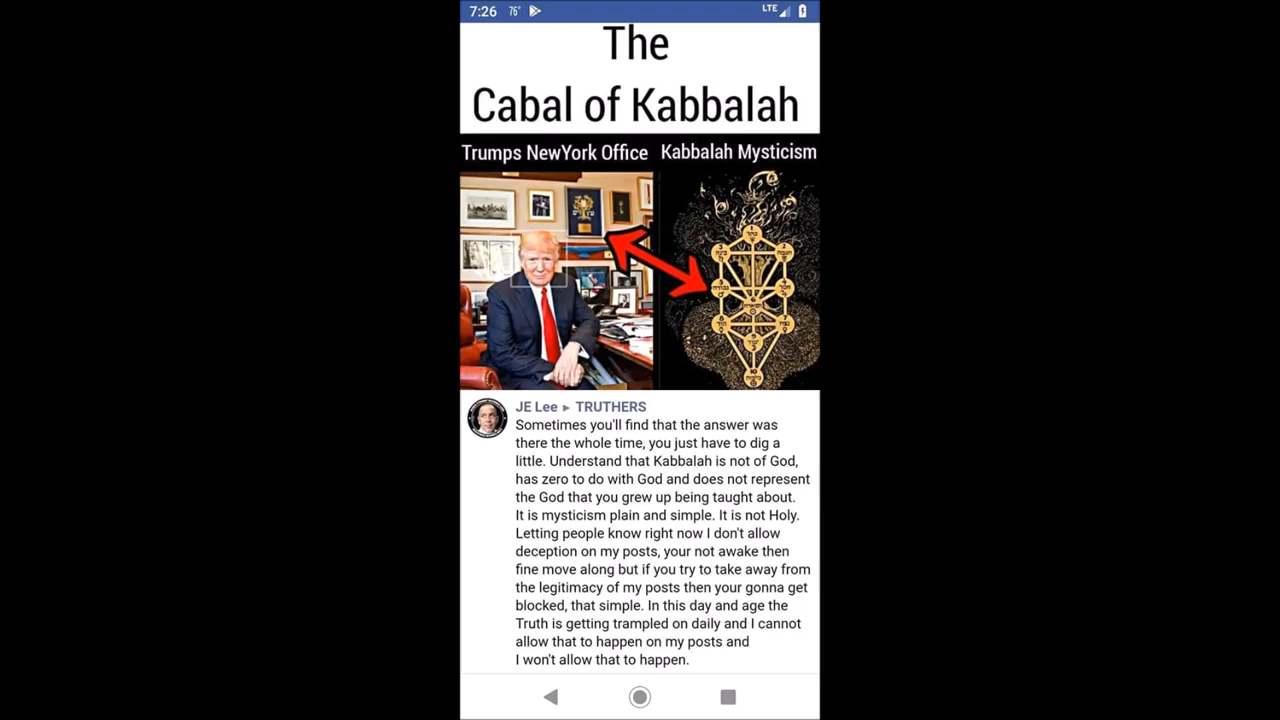 7:26 76° LTE
The
Cabal of Kabbalah
Trumps NewYork Office Kabbalah Mysticism
JE Lee ▸ TRUTHERS
Sometimes you'll find that the answer was
there the whole time, you just have to dig a
little. Understand that Kabbalah is not of God,
has zero to do with God and does not represent
the God that you grew up being taught about.
It is mysticism plain and simple. It is not Holy.
Letting people know right now I don't allow
deception on my posts, your not awake then
fine move along but if you try to take away from
the legitimacy of my posts then your gonna get
blocked, that simple. In this day and age the
Truth is getting trampled on daily and I cannot
allow that to happen on my posts and
I won't allow that to happen.